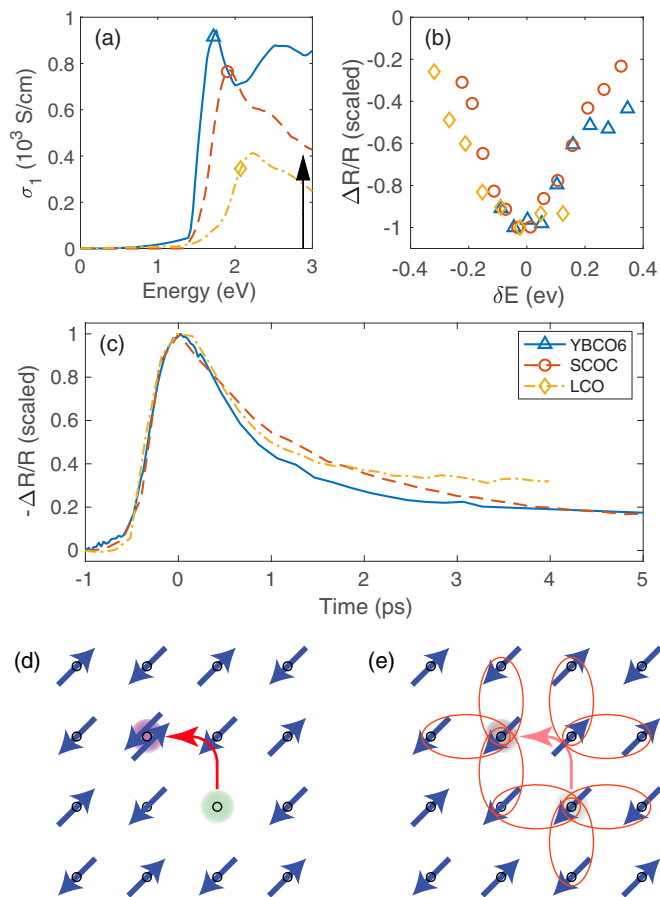 (a)
σ₁ (10³ S/cm)
1
0.8
0.6
0.4
0.2
0
0 1 2 3
Energy (eV)
(b)
ΔR/R (scaled)
-0.2
-0.4
-0.6
-0.8
-1
-0.4 -0.2 0 0.2 0.4
δE (ev)
(c)
-ΔR/R (scaled)
1
0.8
0.6
0.4
0.2
0
-1 0 1 2 3 4 5
Time (ps)
YBCO6
SCOC
LCO
(d)
(e)